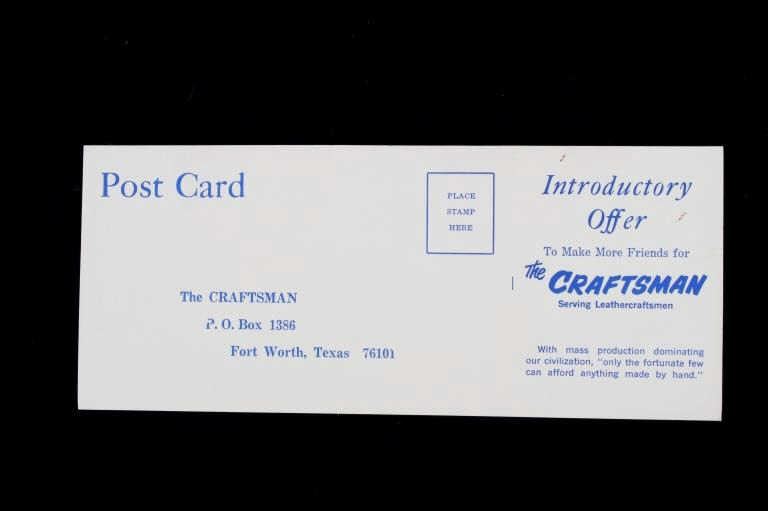 Post Card
PLACE
STAMP
HERE
The CRAFTSMAN
P. O. Box 1386
Fort Worth, Texas 76101
Introductory
Offer
To Make More Friends for
The CRAFTSMAN
Serving Leathercraftsmen
With mass production dominating
our civilization, "only the fortunate few
can afford anything made by hand."